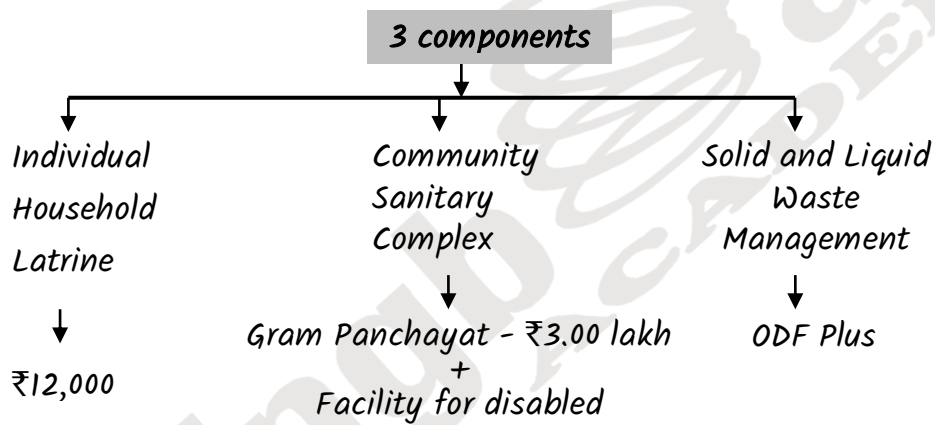 3 components
Individual
Household
Latrine
₹12,000
Community
Sanitary
Complex
Gram Panchayat - ₹3.00 lakh
+
Facility for disabled
Solid and Liquid
Waste
Management
ODF Plus